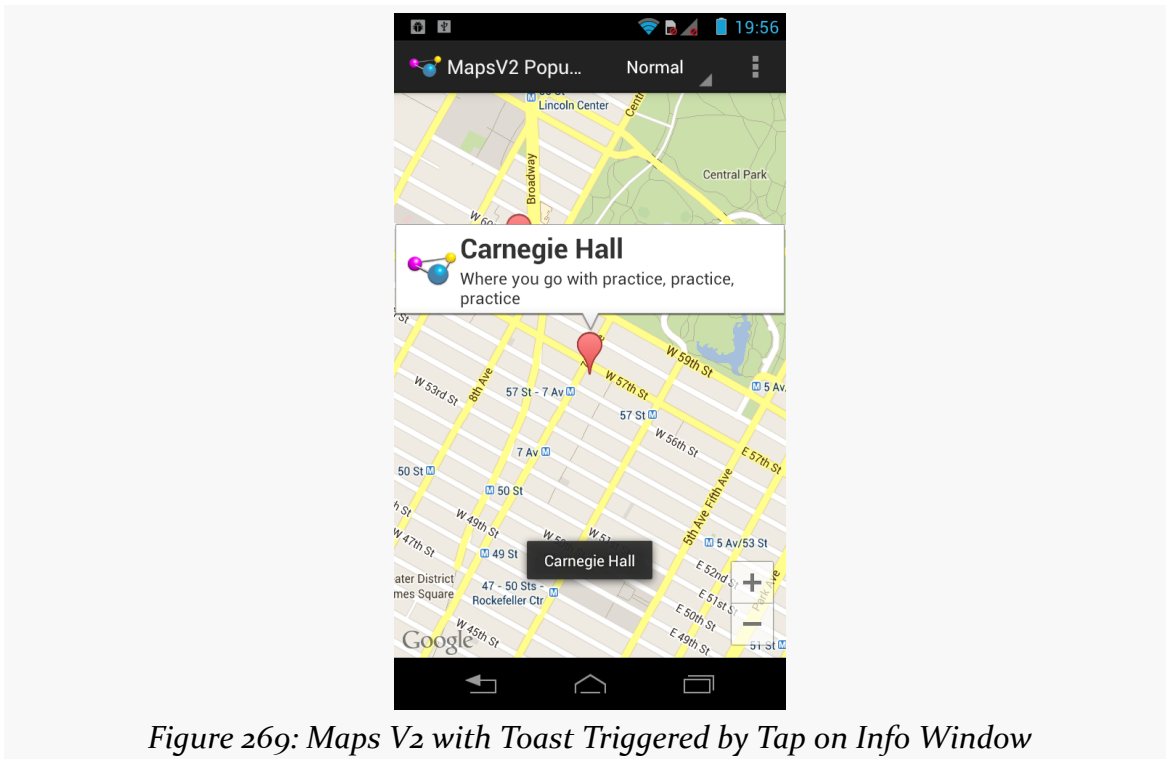 19:56
MapsV2 Popu...
Normal
Lincoln Center
Central Park
Broadway
Carnegie Hall
Where you go with practice, practice,
practice
W 59th St
W 57th St
5 Av
W 53rd St
8th Ave
57 St - 7 Av
57 St
W 56th St
7 Av
E 57th St
50 St
50 St
5th Ave
Fifth Ave
W 49th St
W 47th St
49 St
5 Av/53 St
Carnegie Hall
E 52nd
ater District
mes Square
47 - 50 Sts -
Rockefeller Ctr
E 51st S
Park Ave
E 50th St
W 45th St
E 49th St
51 St
Google
Figure 269: Maps V2 with Toast Triggered by Tap on Info Window